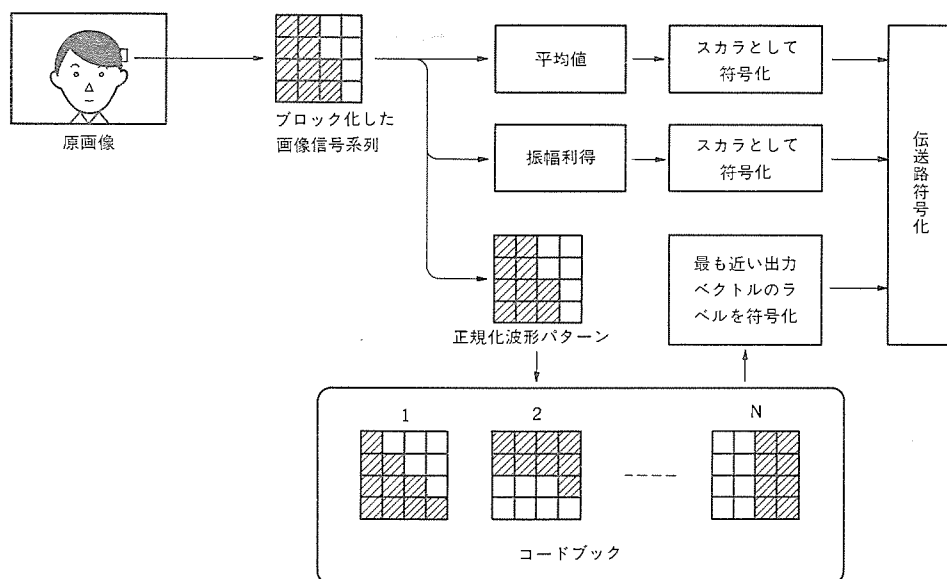 原画像
ブロック化した
画像信号系列
平均値
スカラとして
符号化
振幅利得
スカラとして
符号化
正規化波形パターン
最も近い出力
ベクトルのラ
ベルを符号化
伝送路符号化
1
2
N
コードブック